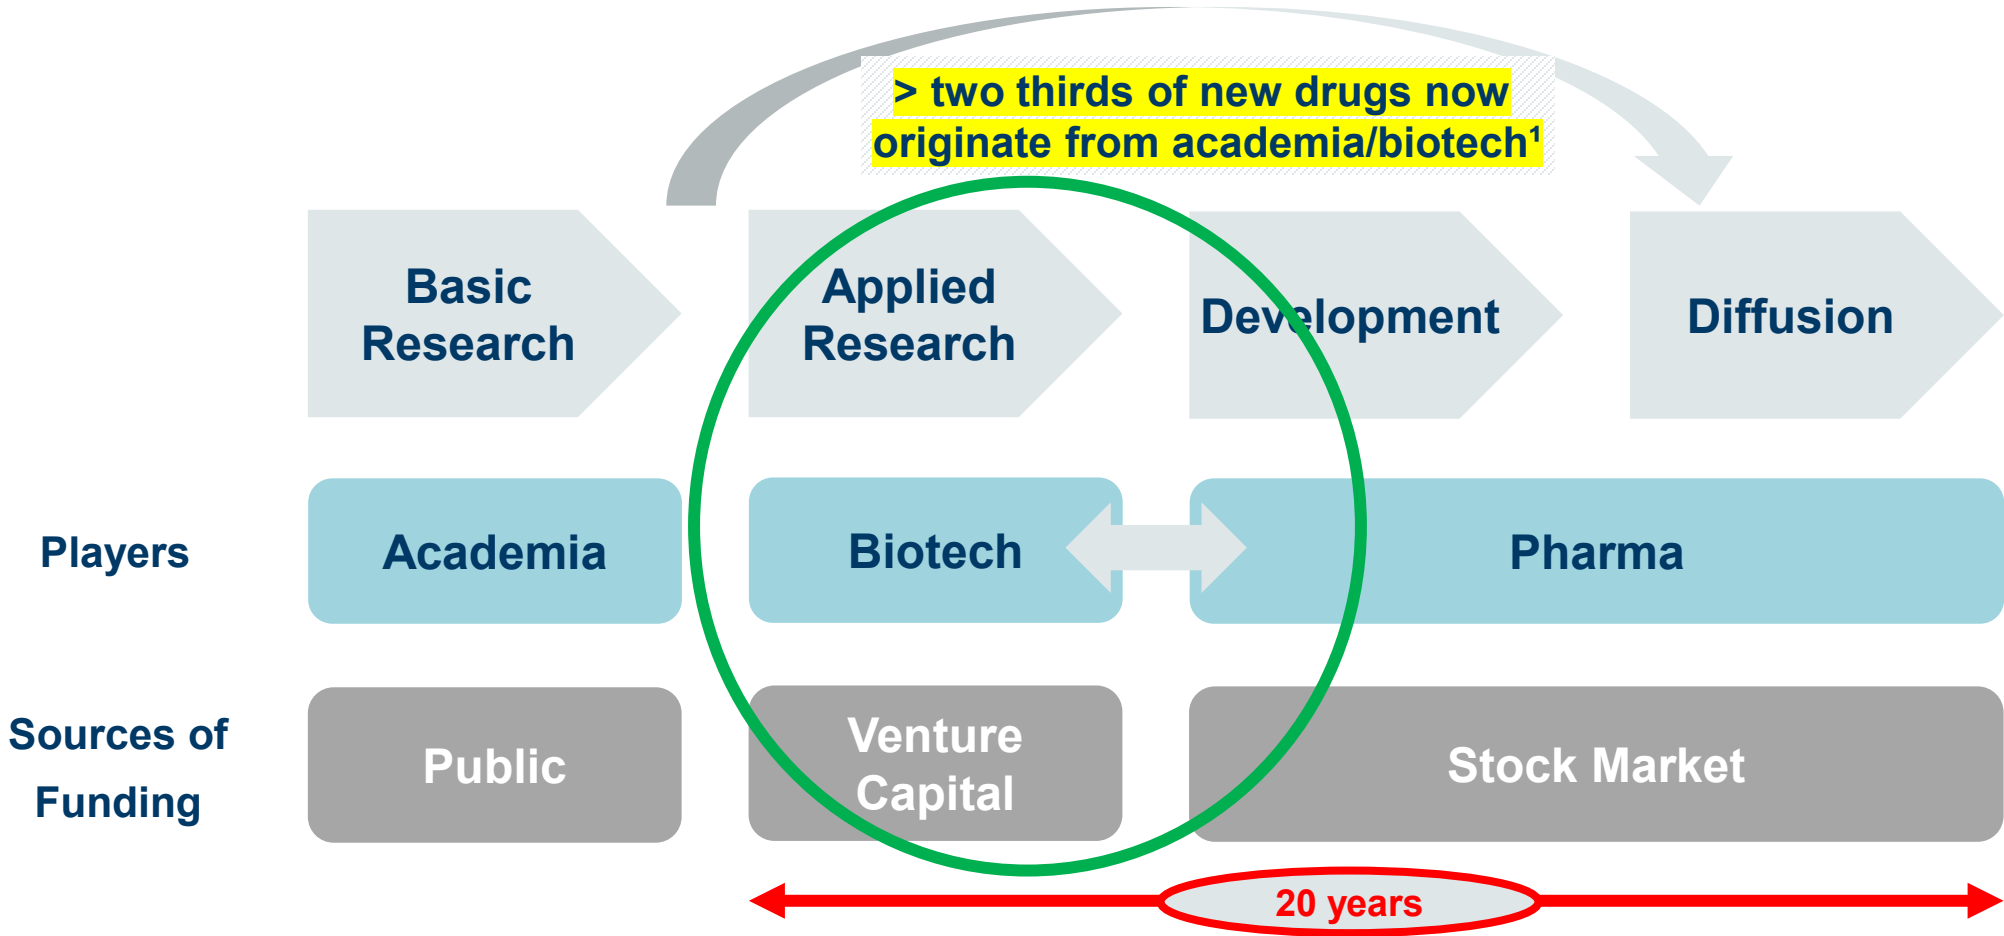 > two thirds of new drugs now
originate from academia/biotech¹
Basic
Research
Applied
Research
Development
Diffusion
Players
Academia
Biotech
Pharma
Sources of
Funding
Public
Venture
Capital
Stock Market
20 years